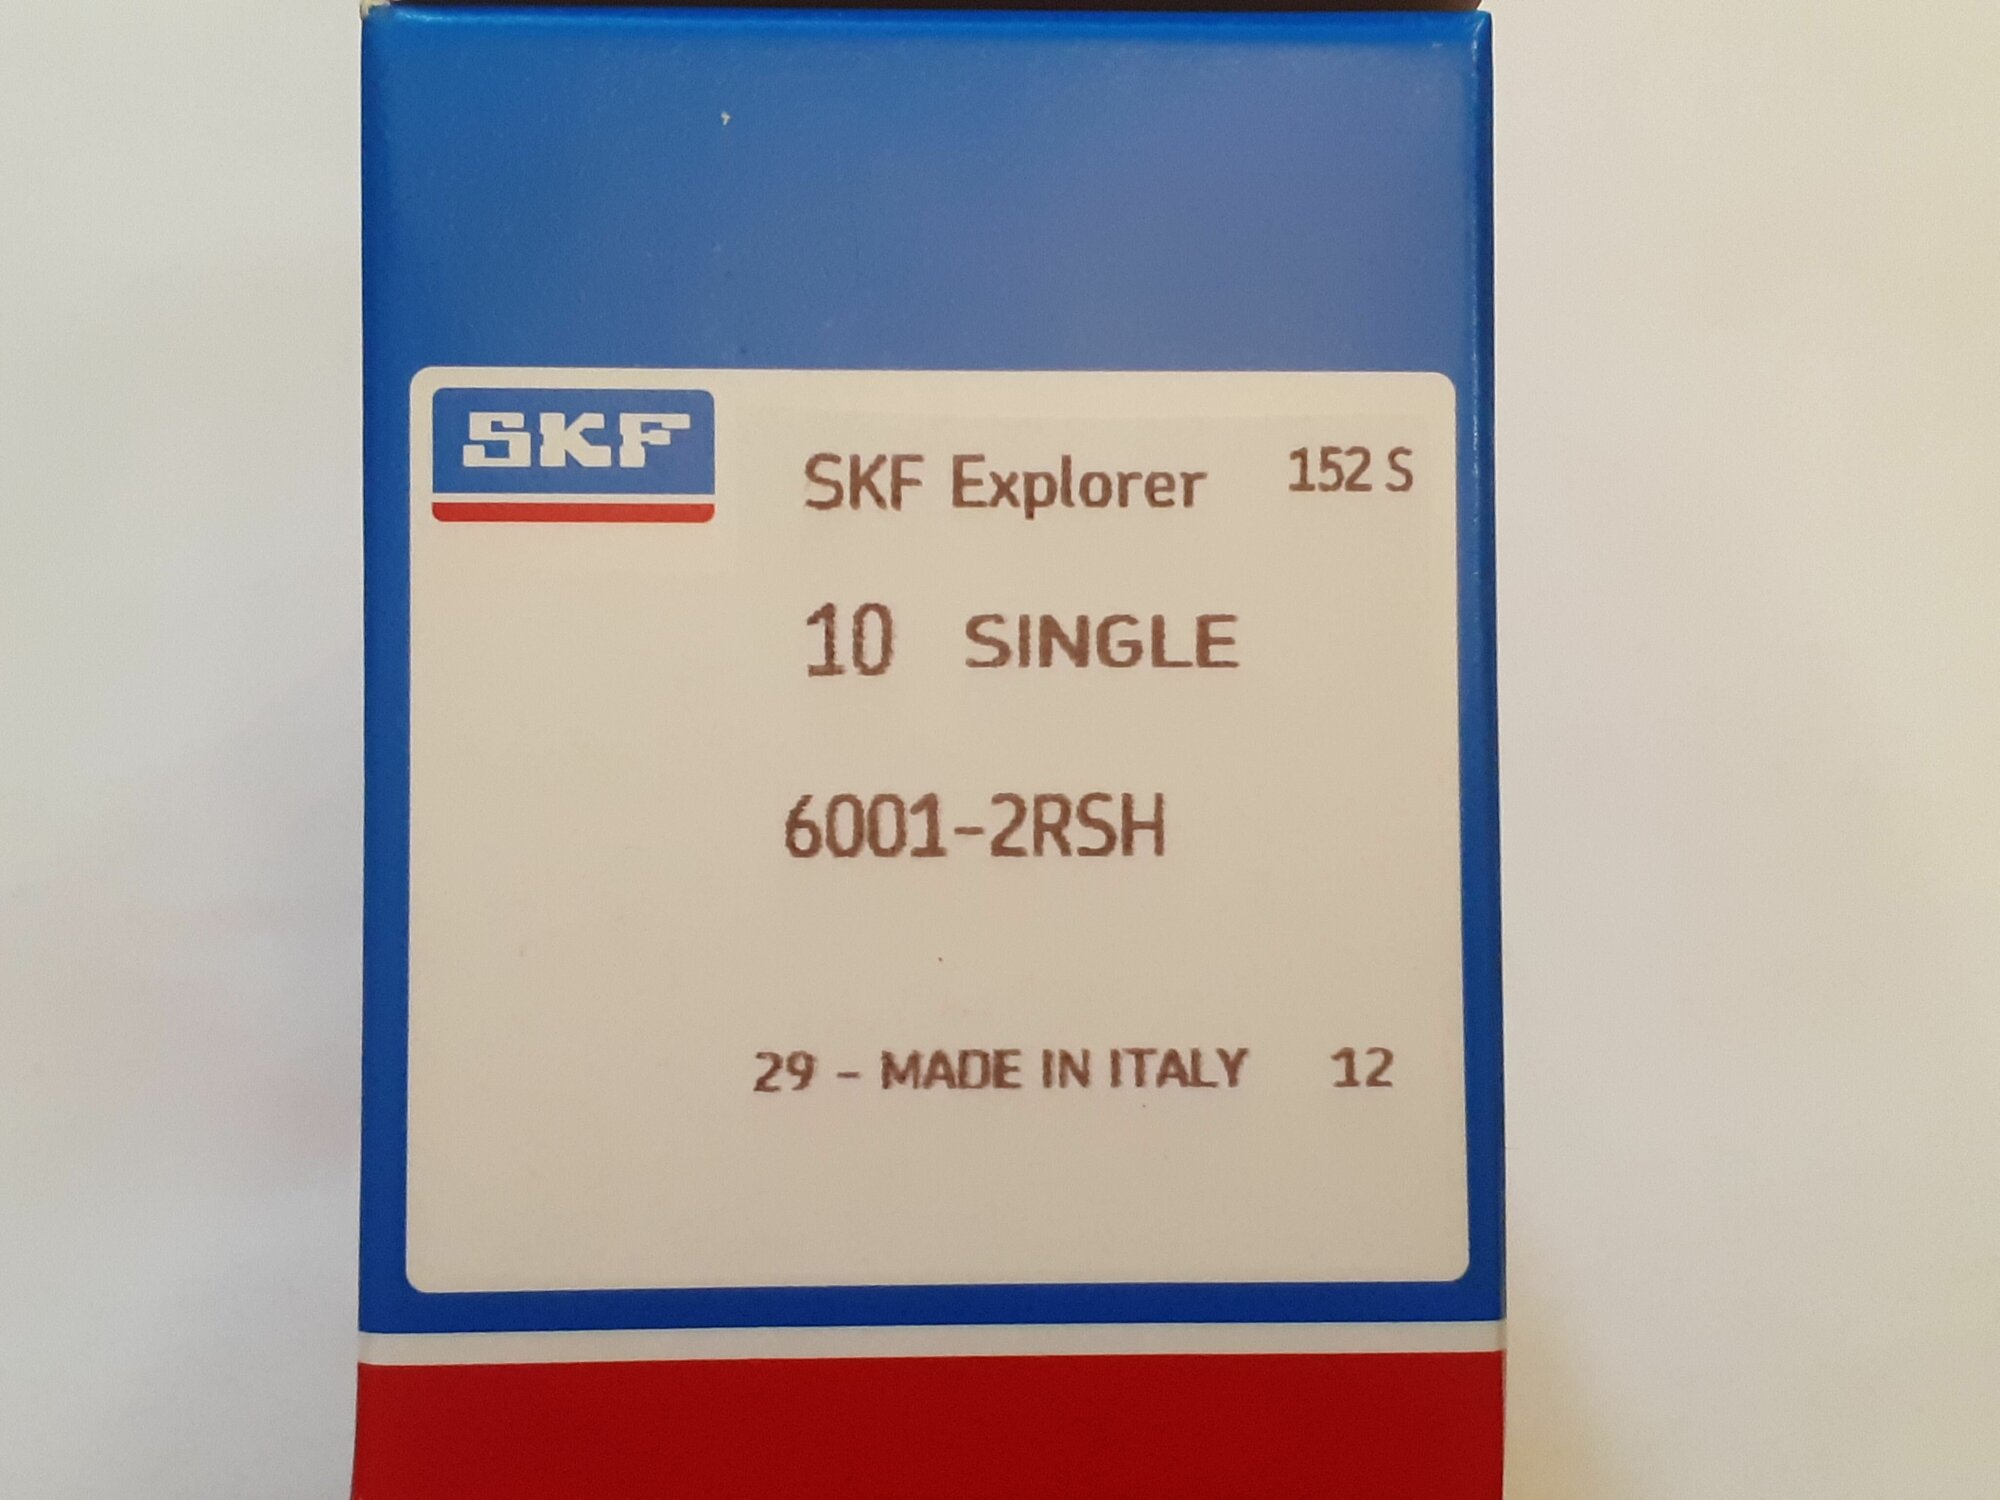 SKF
SKF Explorer 152 S
10 SINGLE
6001-2RSH
29 - MADE IN ITALY 12